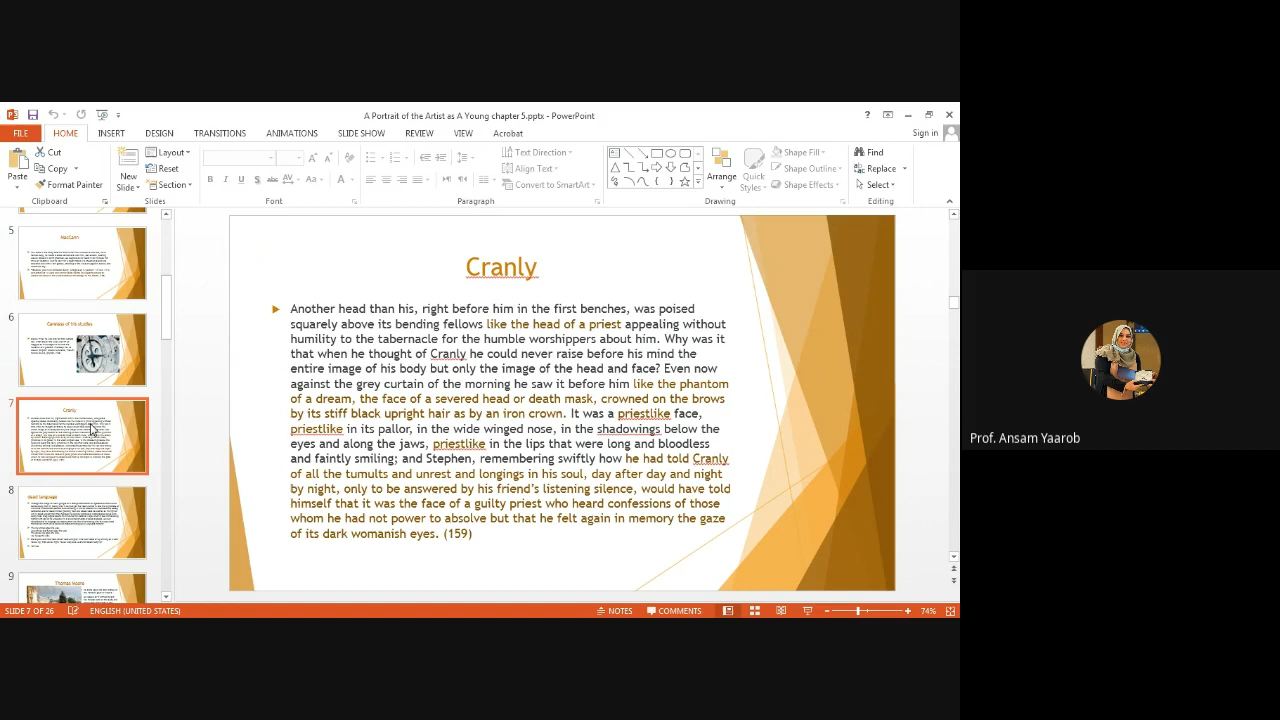 A Portrait of the Artist as A Young chapter 5.pptx - PowerPoint
FILE HOME INSERT DESIGN TRANSITIONS ANIMATIONS SLIDE SHOW REVIEW VIEW Acrobat Sign in
Paste Cut Copy Format Painter
Clipboard
New Slide Layout Reset Section
Slides
B I U S abc AV Aa A
Font
Paragraph
Text Direction
Align Text
Convert to SmartArt
Arrange Quick Styles
Shape Fill
Shape Outline
Shape Effects
Drawing
Find
Replace
Select
Editing
5
MacCann
6
Careless of his studies
7
Cranly
8
Dead language
9
Thomas Moore
Cranly
Another head than his, right before him in the first benches, was poised
squarely above its bending fellows like the head of a priest appealing without
humility to the tabernacle for the humble worshippers about him. Why was it
that when he thought of Cranly he could never raise before his mind the
entire image of his body but only the image of the head and face? Even now
against the grey curtain of the morning he saw it before him like the phantom
of a dream, the face of a severed head or death mask, crowned on the brows
by its stiff black upright hair as by an iron crown. It was a priestlike face,
priestlike in its pallor, in the wide winged nose, in the shadowings below the
eyes and along the jaws, priestlike in the lips that were long and bloodless
and faintly smiling; and Stephen, remembering swiftly how he had told Cranly
of all the tumults and unrest and longings in his soul, day after day and night
by night, only to be answered by his friend's listening silence, would have told
himself that it was the face of a guilty priest who heard confessions of those
whom he had not power to absolve but that he felt again in memory the gaze
of its dark womanish eyes. (159)
Prof. Ansam Yaarob
SLIDE 7 OF 26 ENGLISH (UNITED STATES) NOTES COMMENTS 74%